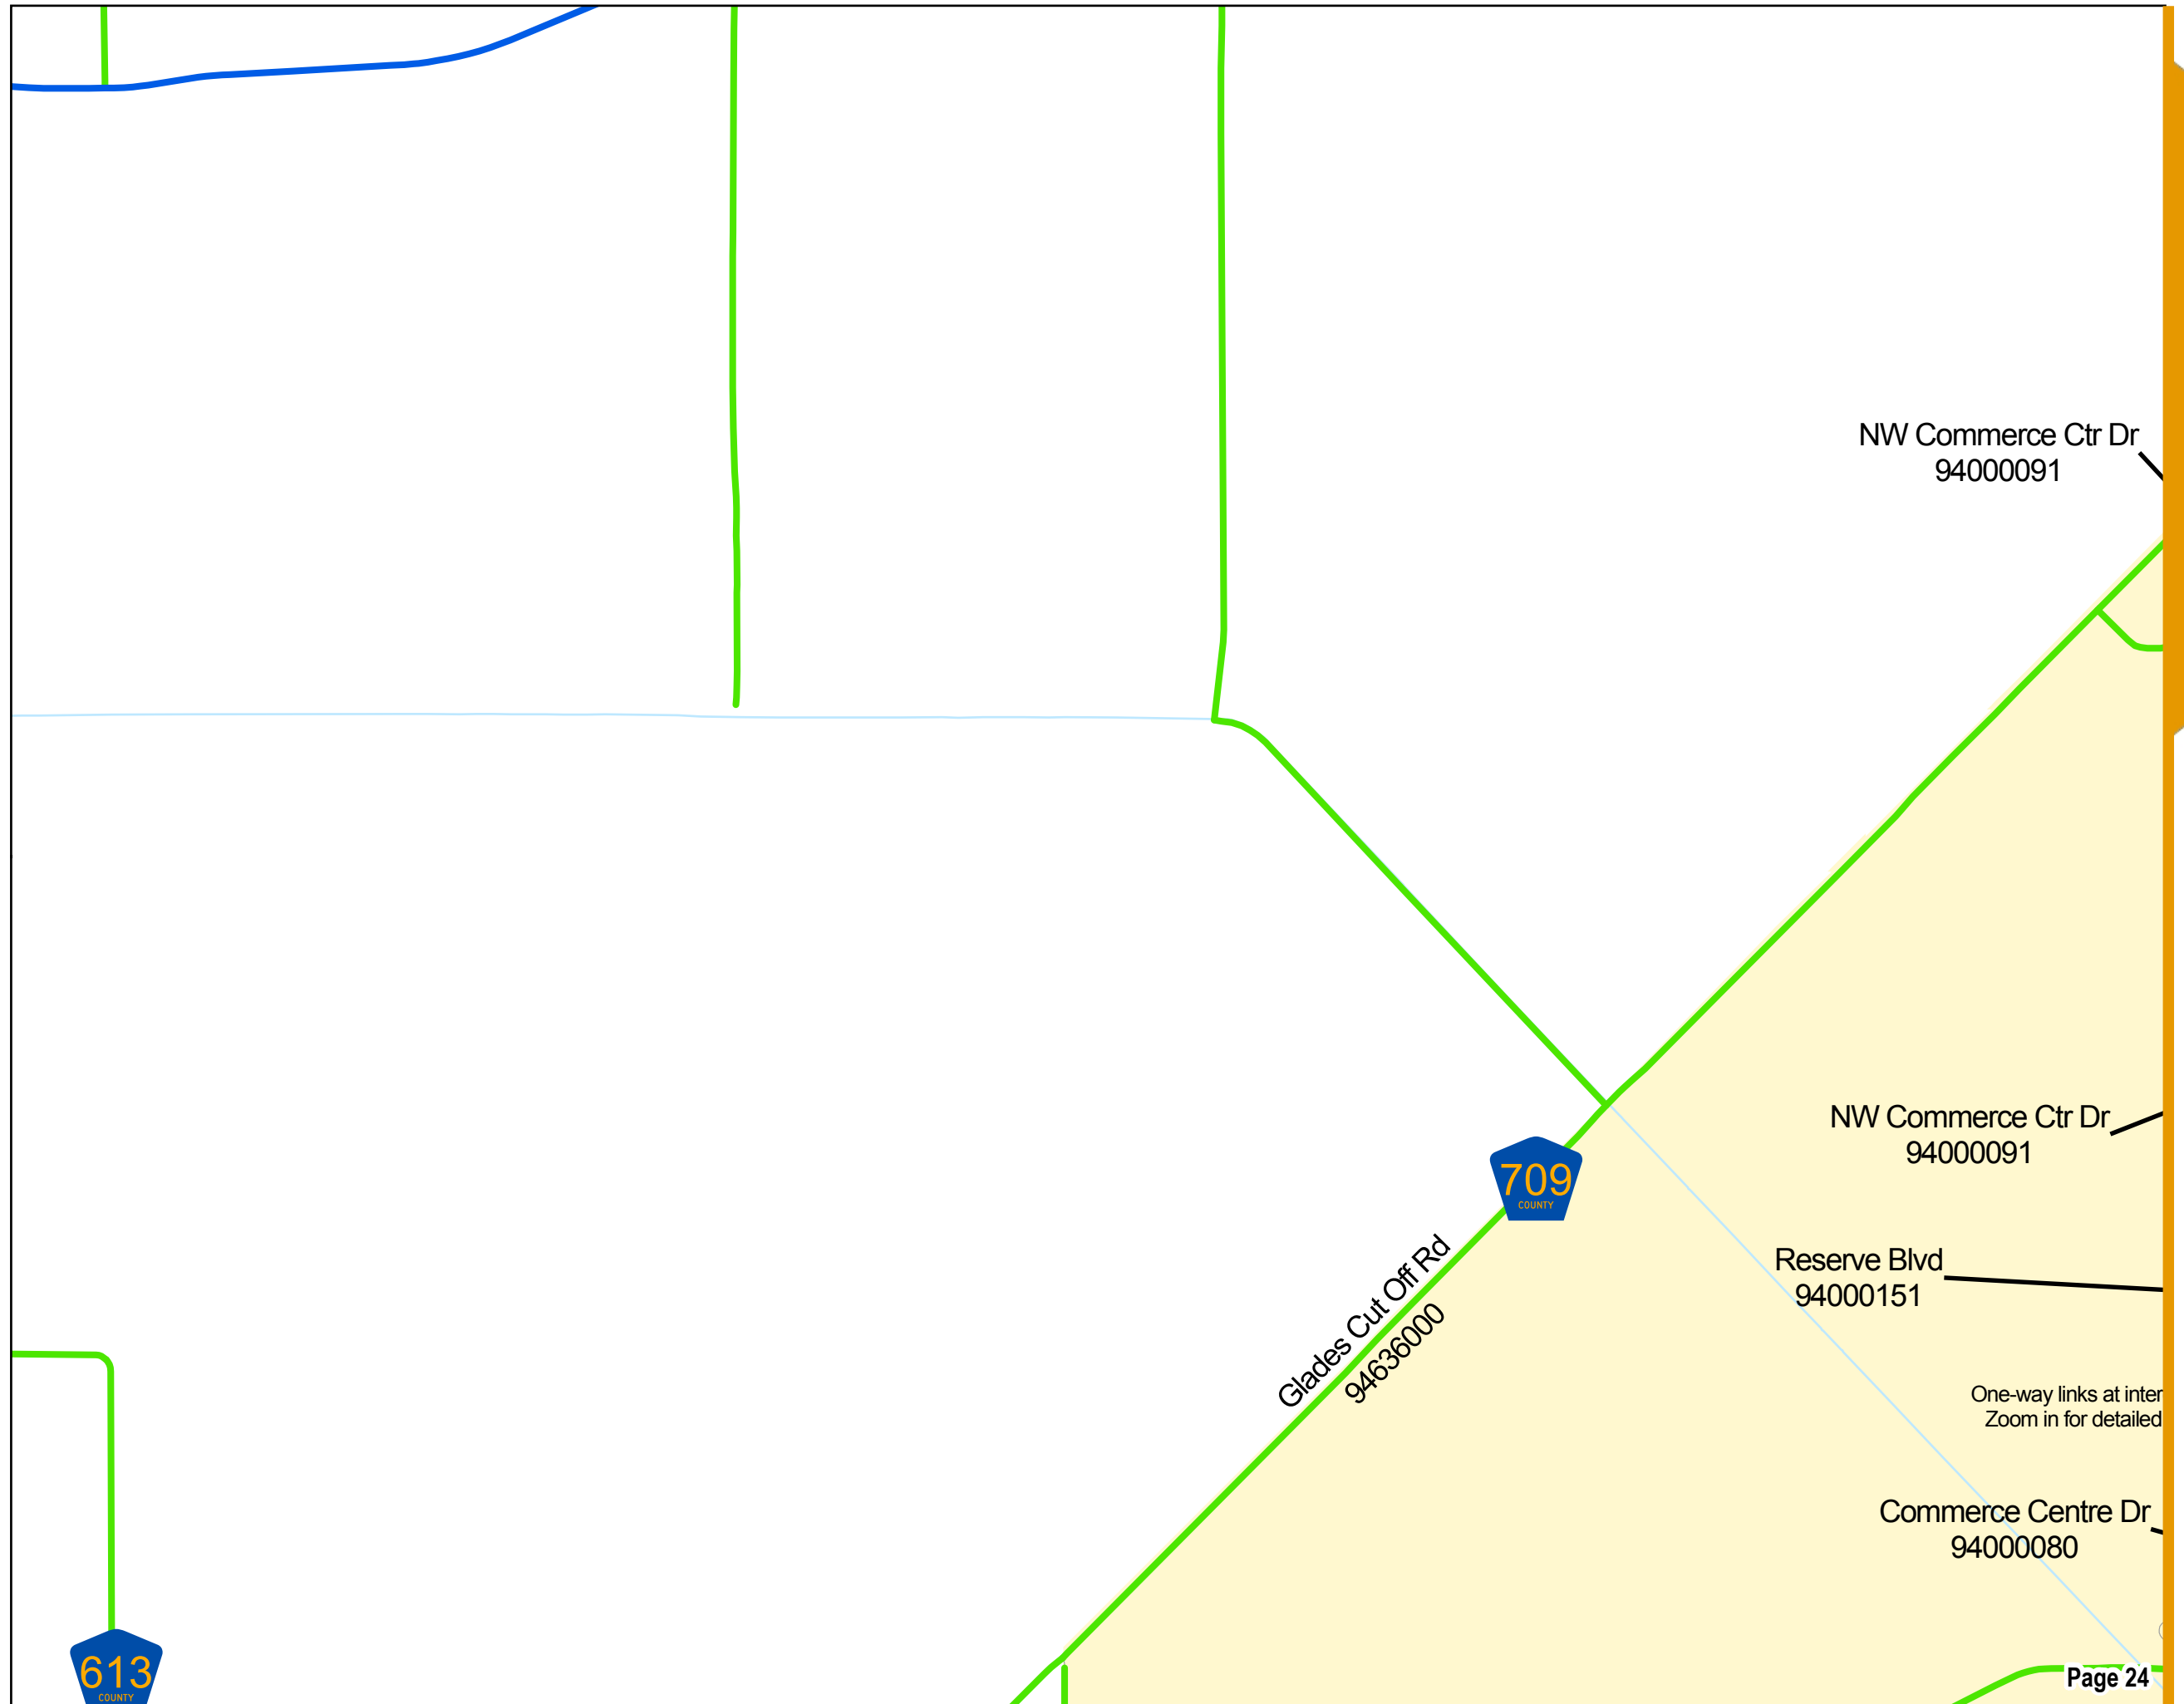 NW Commerce Ctr Dr
94000091
NW Commerce Ctr Dr
94000091
709
COUNTY
Glades Cut Off Rd
94636000
Reserve Blvd
94000151
One-way links at inter
Zoom in for detailed
Commerce Centre Dr
94000080
613
COUNTY
Page 24